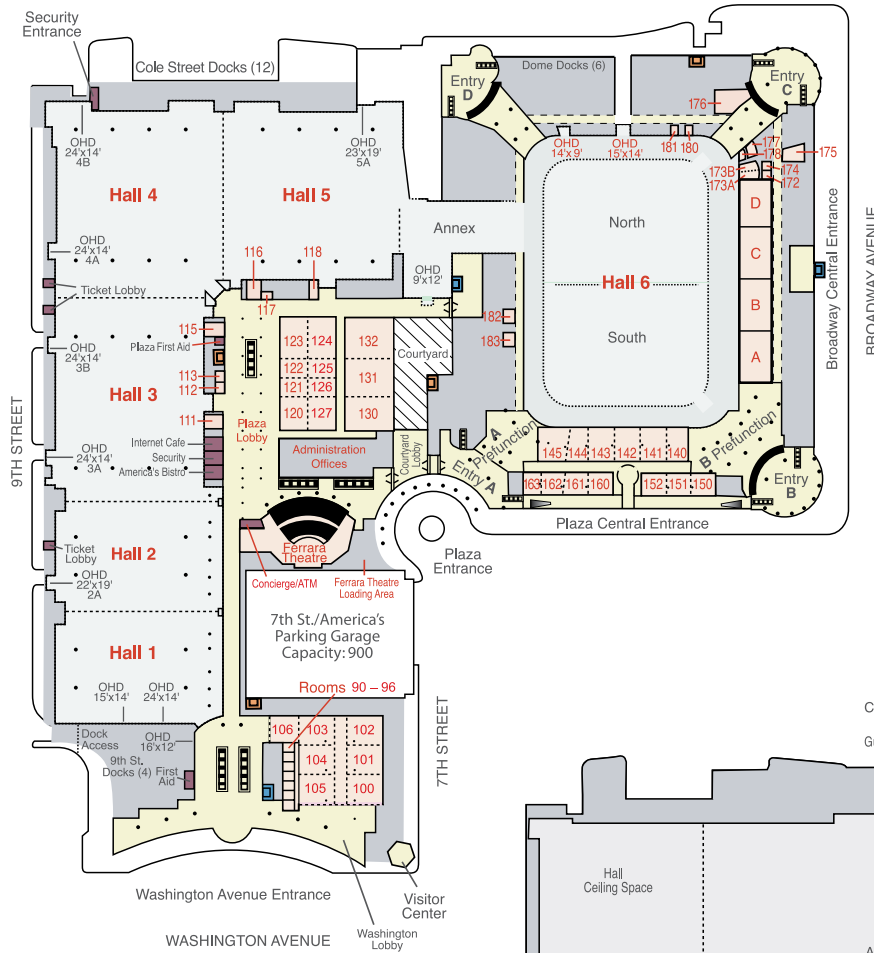 Security
Entrance
Cole Street Docks (12)
Dome Docks (6)
Entry
D
Entry
C
176
OHD
24'x14'
4B
OHD
23'x19'
5A
OHD
14'x 9'
OHD
15'x14'
181
180
177
178
175
173B
173A
174
172
Hall 4
Hall 5
Annex
North
Hall 6
South
D
C
B
A
Broadway Central Entrance
BROADWAY AVENUE
OHD
24'x14'
4A
116
118
117
OHD
9'x12'
Ticket Lobby
182
183
115
Plaza First Aid
113
112
111
123
124
122
125
121
126
120
127
132
131
130
Courtyard
OHD
24'x14'
3B
Hall 3
9TH STREET
Plaza
Lobby
Internet Cafe
Security
America's Bistro
Administration
Offices
Courtyard
Lobby
OHD
24'x14'
3A
A
Prefunction
Entry A
145
144
143
142
141
140
B Prefunction
163
162
161
160
152
151
150
Entry
B
Plaza Central Entrance
Plaza
Entrance
Ferrara
Theatre
Concierge/ATM
Ferrara Theatre
Loading Area
Ticket
Lobby
Hall 2
OHD
22'x19'
2A
7th St./America's
Parking Garage
Capacity: 900
Hall 1
OHD
15'x14'
OHD
24'x14'
Rooms 90 – 96
OHD
16'x12'
Dock
Access
9th St.
Docks (4)
First
Aid
106
103
102
104
101
105
100
7TH STREET
Washington Avenue Entrance
Visitor
Center
WASHINGTON AVENUE
Washington
Lobby
Hall
Ceiling Space
C
Gu
A